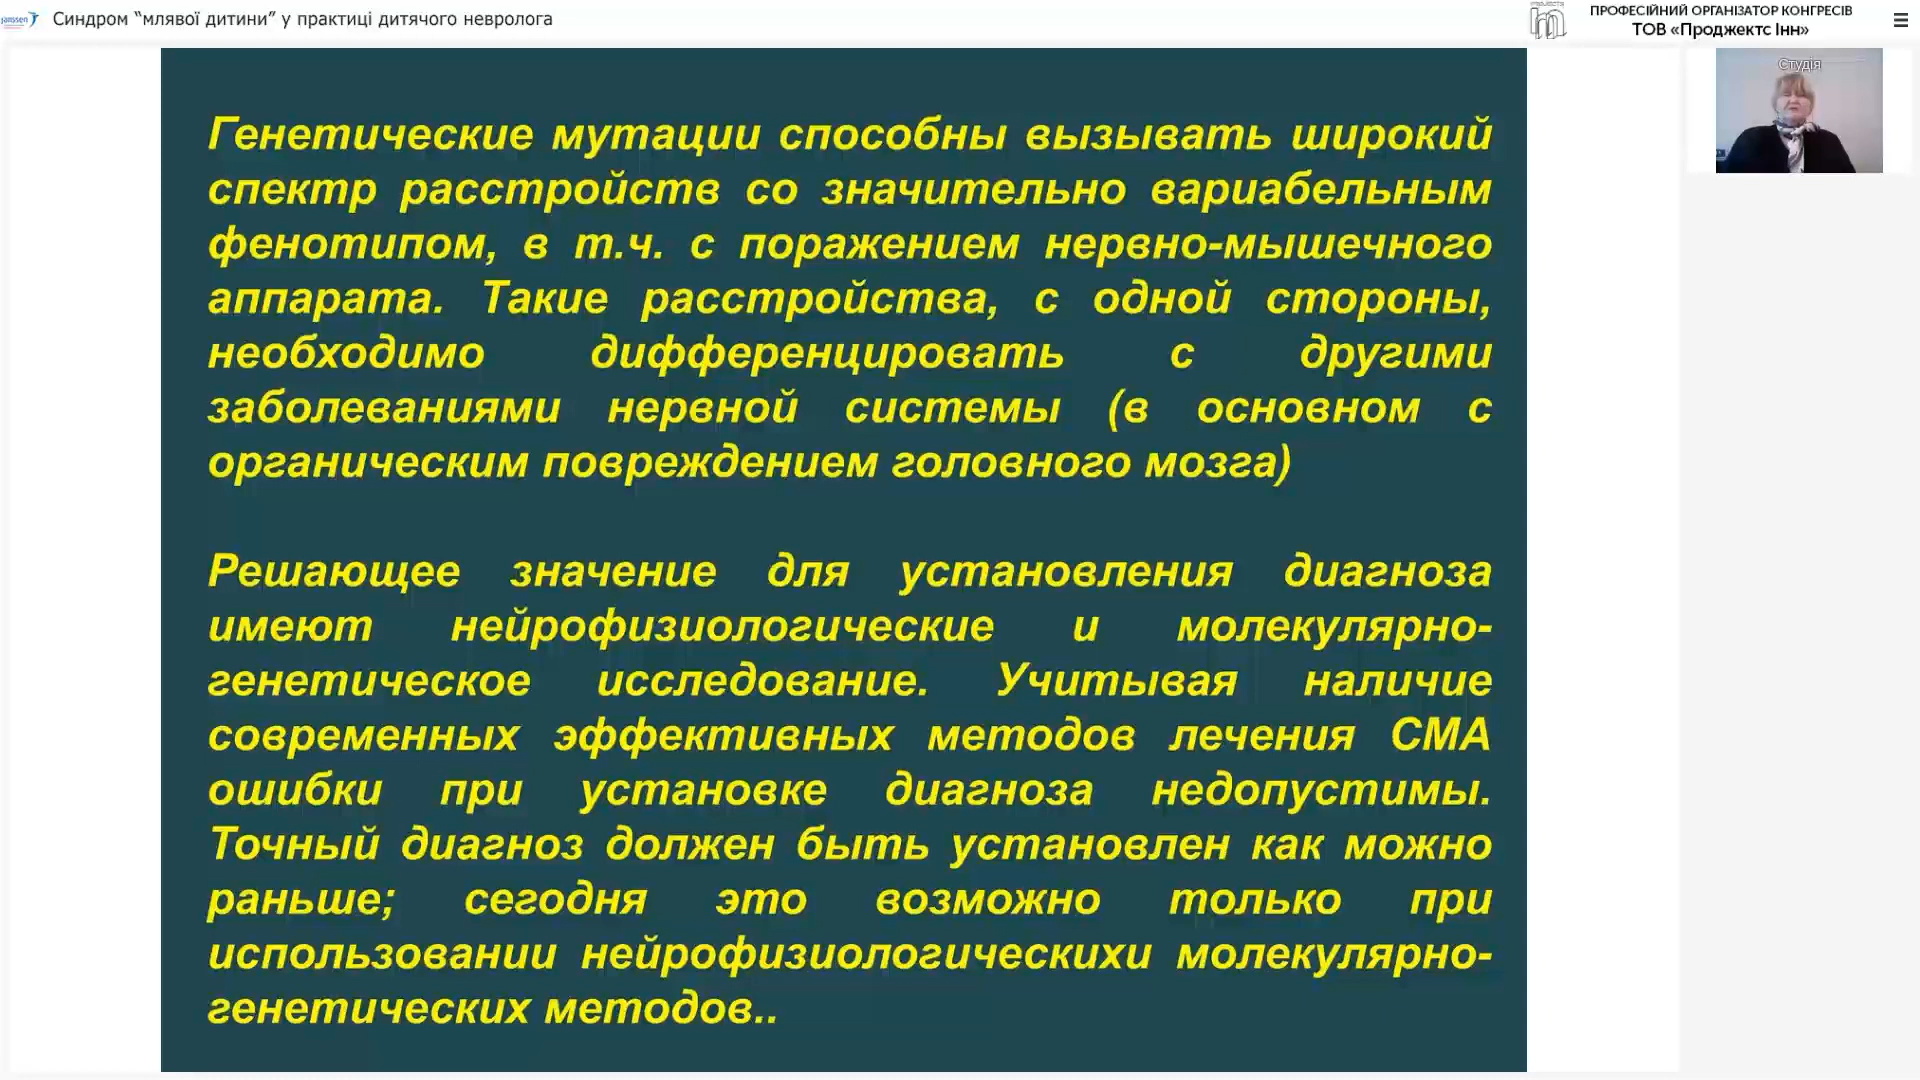 Janssen
Синдром “млявої дитини” у практиці дитячого невролога
ПРОФЕСІЙНИЙ ОРГАНІЗАТОР КОНГРЕСІВ
ТОВ «Проджектс Інн»
Студія
Генетические мутации способны вызывать широкий
спектр расстройств со значительно вариабельным
фенотипом, в т.ч. с поражением нервно-мышечного
аппарата. Такие расстройства, с одной стороны,
необходимо дифференцировать с другими
заболеваниями нервной системы (в основном с
органическим повреждением головного мозга)
Решающее значение для установления диагноза
имеют нейрофизиологические и молекулярно-
генетическое исследование. Учитывая наличие
современных эффективных методов лечения СМА
ошибки при установке диагноза недопустимы.
Точный диагноз должен быть установлен как можно
раньше; сегодня это возможно только при
использовании нейрофизиологическихи молекулярно-
генетических методов..